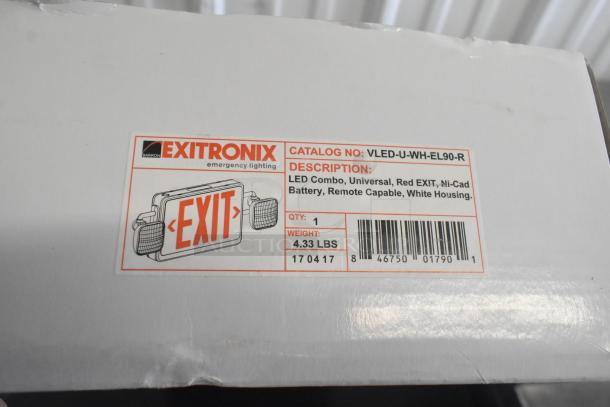 EXITRONIX
emergency lighting
CATALOG NO: VLED-U-WH-EL90-R
DESCRIPTION:
LED Combo, Universal, Red EXIT, Ni-Cad
Battery, Remote Capable, White Housing.
EXIT
QTY: 1
WEIGHT:
4.33 LBS
170417
8 46750 01790 1